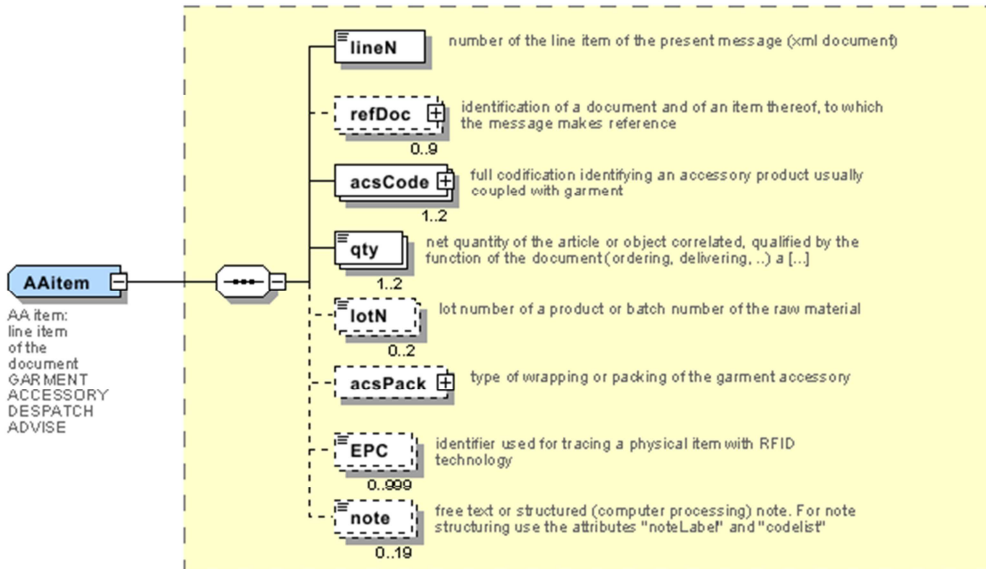 lineN
number of the line item of the present message (xml document)
refDoc
identification of a document and of an item thereof, to which
the message makes reference
0..9
acsCode
full codification identifying an accessory product usually
coupled with garment
1..2
qty
net quantity of the article or object correlated, qualified by the
function of the document (ordering, delivering, ..) a [...]
1..2
AAitem
AA item:
line item
of the
document
GARMENT
ACCESSORY
DESPATCH
ADVISE
lotN
lot number of a product or batch number of the raw material
0..2
acsPack
type of wrapping or packing of the garment accessory
EPC
identifier used for tracing a physical item with RFID
technology
0..999
note
free text or structured (computer processing) note. For note
structuring use the attributes "noteLabel" and "codelist"
0..19